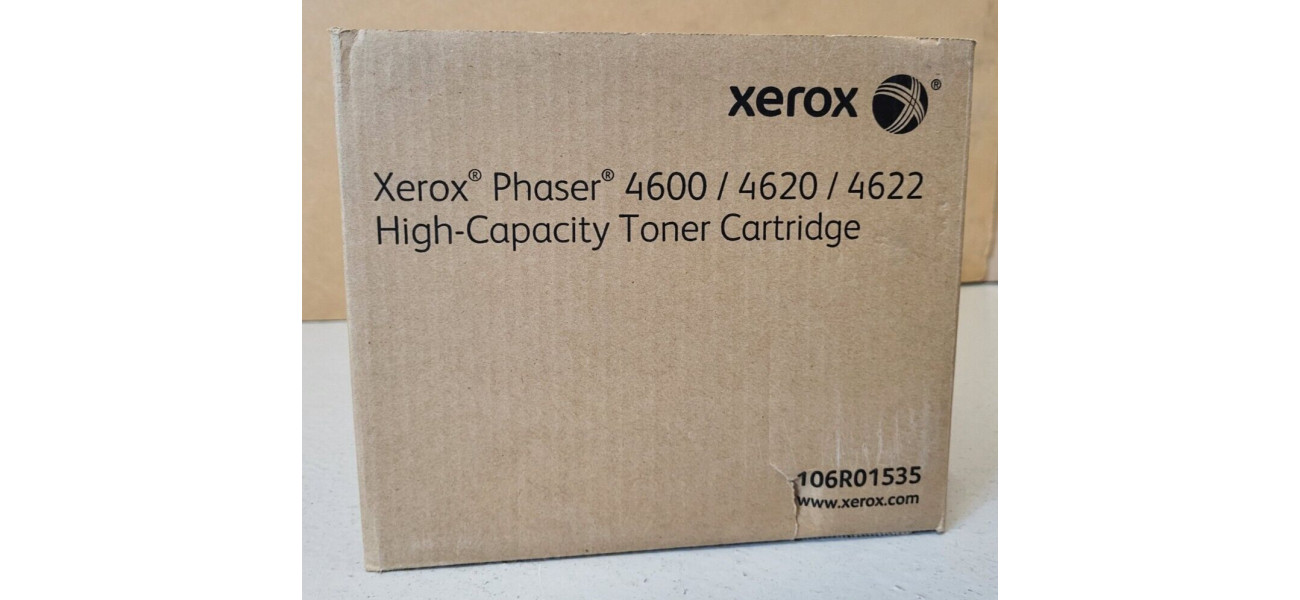 xerox ®
Xerox® Phaser® 4600 / 4620 / 4622
High-Capacity Toner Cartridge
106R01535
www.xerox.com